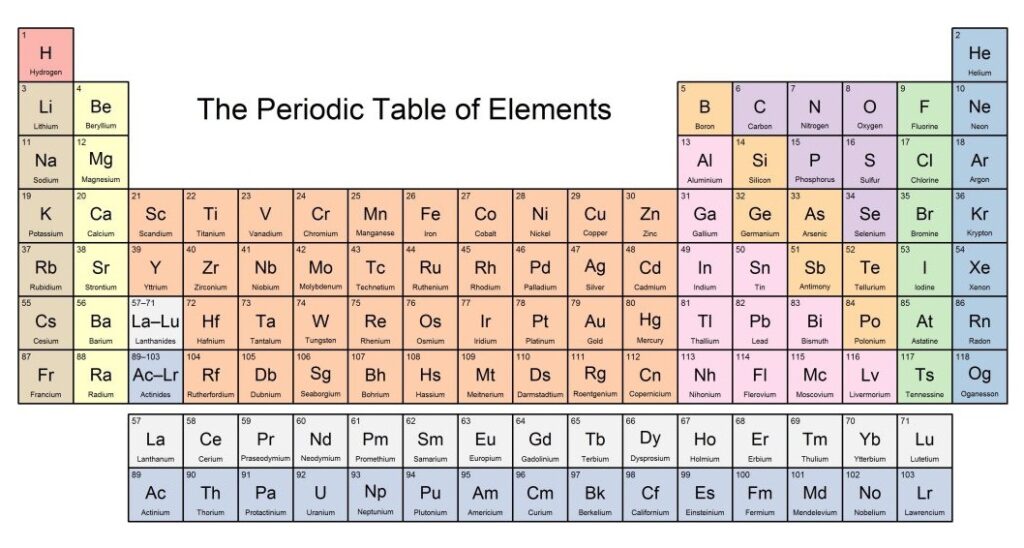 1 2
H He
Hydrogen Helium
The Periodic Table of Elements
3 4 5 6 7 8 9 10
Li Be B C N O F Ne
Lithium Beryllium Boron Carbon Nitrogen Oxygen Fluorine Neon
11 12 13 14 15 16 17 18
Na Mg Al Si P S Cl Ar
Sodium Magnesium Aluminium Silicon Phosphorus Sulfur Chlorine Argon
19 20 21 22 23 24 25 26 27 28 29 30 31 32 33 34 35 36
K Ca Sc Ti V Cr Mn Fe Co Ni Cu Zn Ga Ge As Se Br Kr
Potassium Calcium Scandium Titanium Vanadium Chromium Manganese Iron Cobalt Nickel Copper Zinc Gallium Germanium Arsenic Selenium Bromine Krypton
37 38 39 40 41 42 43 44 45 46 47 48 49 50 51 52 53 54
Rb Sr Y Zr Nb Mo Tc Ru Rh Pd Ag Cd In Sn Sb Te I Xe
Rubidium Strontium Yttrium Zirconium Niobium Molybdenum Technetium Ruthenium Rhodium Palladium Silver Cadmium Indium Tin Antimony Tellurium Iodine Xenon
55 56 57–71 72 73 74 75 76 77 78 79 80 81 82 83 84 85 86
Cs Ba La–Lu Hf Ta W Re Os Ir Pt Au Hg Tl Pb Bi Po At Rn
Cesium Barium Lanthanides Hafnium Tantalum Tungsten Rhenium Osmium Iridium Platinum Gold Mercury Thallium Lead Bismuth Polonium Astatine Radon
87 88 89–103 104 105 106 107 108 109 110 111 112 113 114 115 116 117 118
Fr Ra Ac–Lr Rf Db Sg Bh Hs Mt Ds Rg Cn Nh Fl Mc Lv Ts Og
Francium Radium Actinides Rutherfordium Dubnium Seaborgium Bohrium Hassium Meitnerium Darmstadtium Roentgenium Copernicium Nihonium Flerovium Moscovium Livermorium Tennessine Oganesson
57 58 59 60 61 62 63 64 65 66 67 68 69 70 71
La Ce Pr Nd Pm Sm Eu Gd Tb Dy Ho Er Tm Yb Lu
Lanthanum Cerium Praseodymium Neodymium Promethium Samarium Europium Gadolinium Terbium Dysprosium Holmium Erbium Thulium Ytterbium Lutetium
89 90 91 92 93 94 95 96 97 98 99 100 101 102 103
Ac Th Pa U Np Pu Am Cm Bk Cf Es Fm Md No Lr
Actinium Thorium Protactinium Uranium Neptunium Plutonium Americium Curium Berkelium Californium Einsteinium Fermium Mendelevium Nobelium Lawrencium